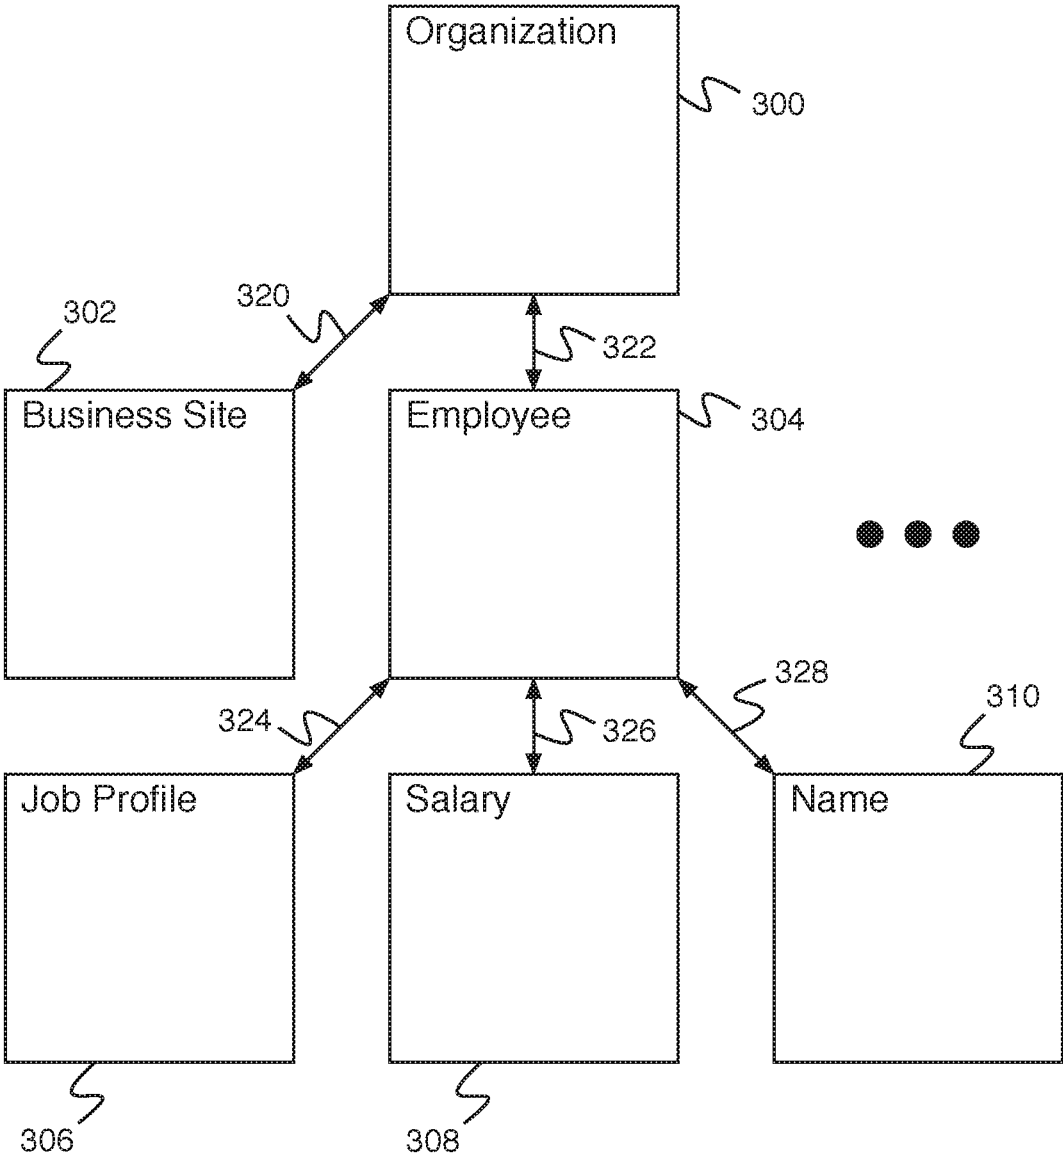 Organization
300
320
302
322
Business Site
Employee
304
328
324
326
310
Job Profile
Salary
Name
306
308